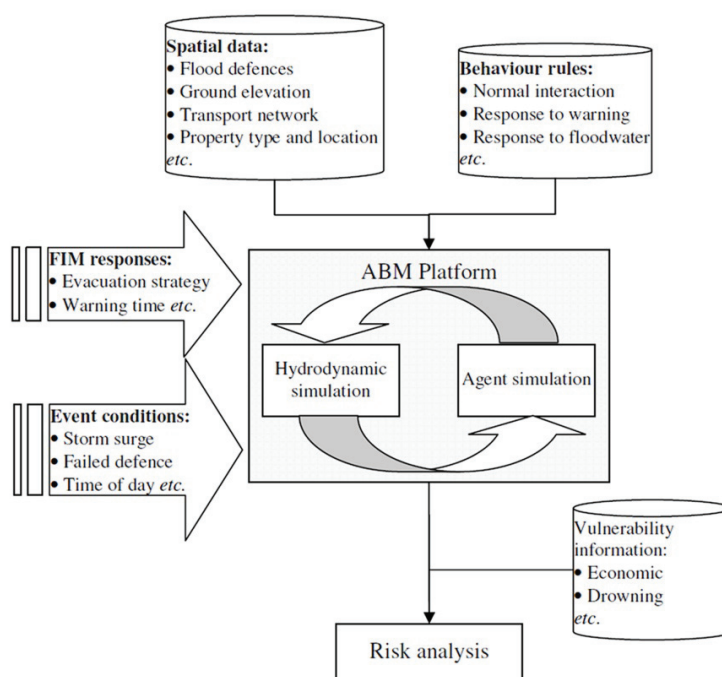 Spatial data:
• Flood defences
• Ground elevation
• Transport network
• Property type and location
etc.
Behaviour rules:
• Normal interaction
• Response to warning
• Response to floodwater
etc.
FIM responses:
• Evacuation strategy
• Warning time etc.
ABM Platform
Hydrodynamic
simulation
Agent simulation
Event conditions:
• Storm surge
• Failed defence
• Time of day etc.
Vulnerability
information:
• Economic
• Drowning
etc.
Risk analysis